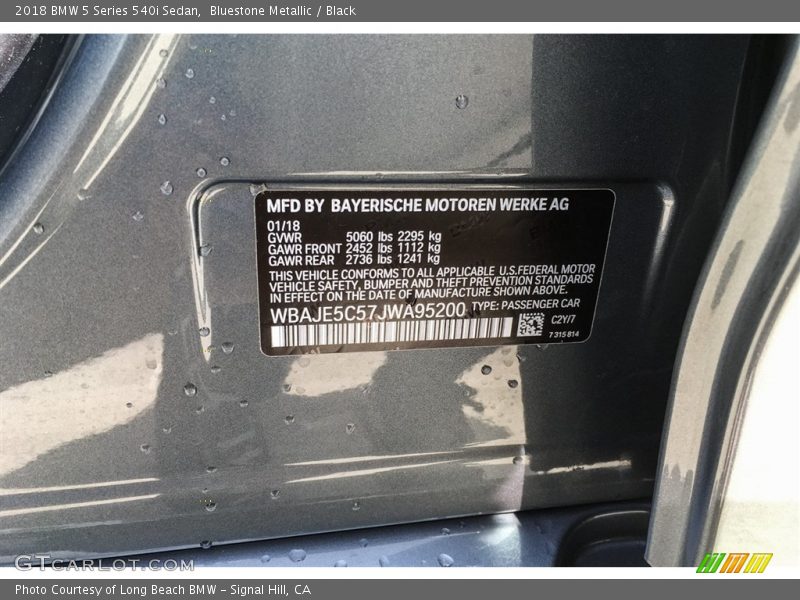 2018 BMW 5 Series 540i Sedan,  Bluestone Metallic / Black
MFD BY BAYERISCHE MOTOREN WERKE AG
01/18
GVWR 5060 lbs 2295 kg
GAWR FRONT 2452 lbs 1112 kg
GAWR REAR 2736 lbs 1241 kg
THIS VEHICLE CONFORMS TO ALL APPLICABLE U.S.FEDERAL MOTOR
VEHICLE SAFETY, BUMPER AND THEFT PREVENTION STANDARDS
IN EFFECT ON THE DATE OF MANUFACTURE SHOWN ABOVE.
WBAJE5C57JWA95200 TYPE: PASSENGER CAR
C2Y/7
7 315 814
GTCARLOT.COM
Photo Courtesy of Long Beach BMW - Signal Hill, CA